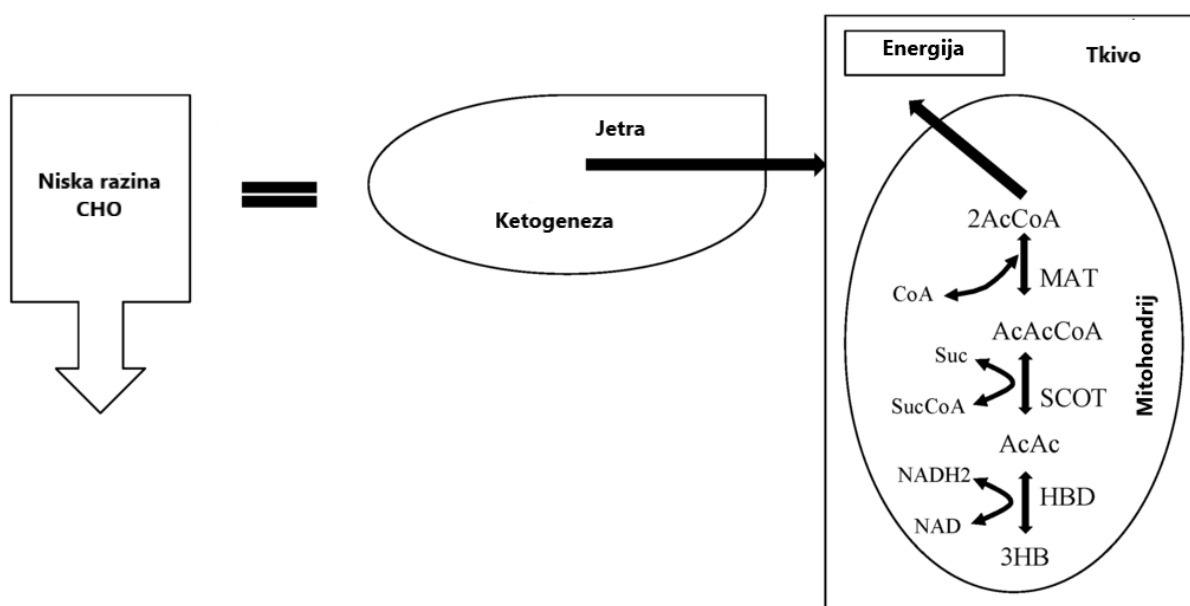 Niska razina
CHO
Jetra
Ketogeneza
Energija
Tkivo
2AcCoA
CoA
MAT
AcAcCoA
Suc
SucCoA
SCOT
AcAc
NADH2
HBD
NAD
3HB
Mitohondrij